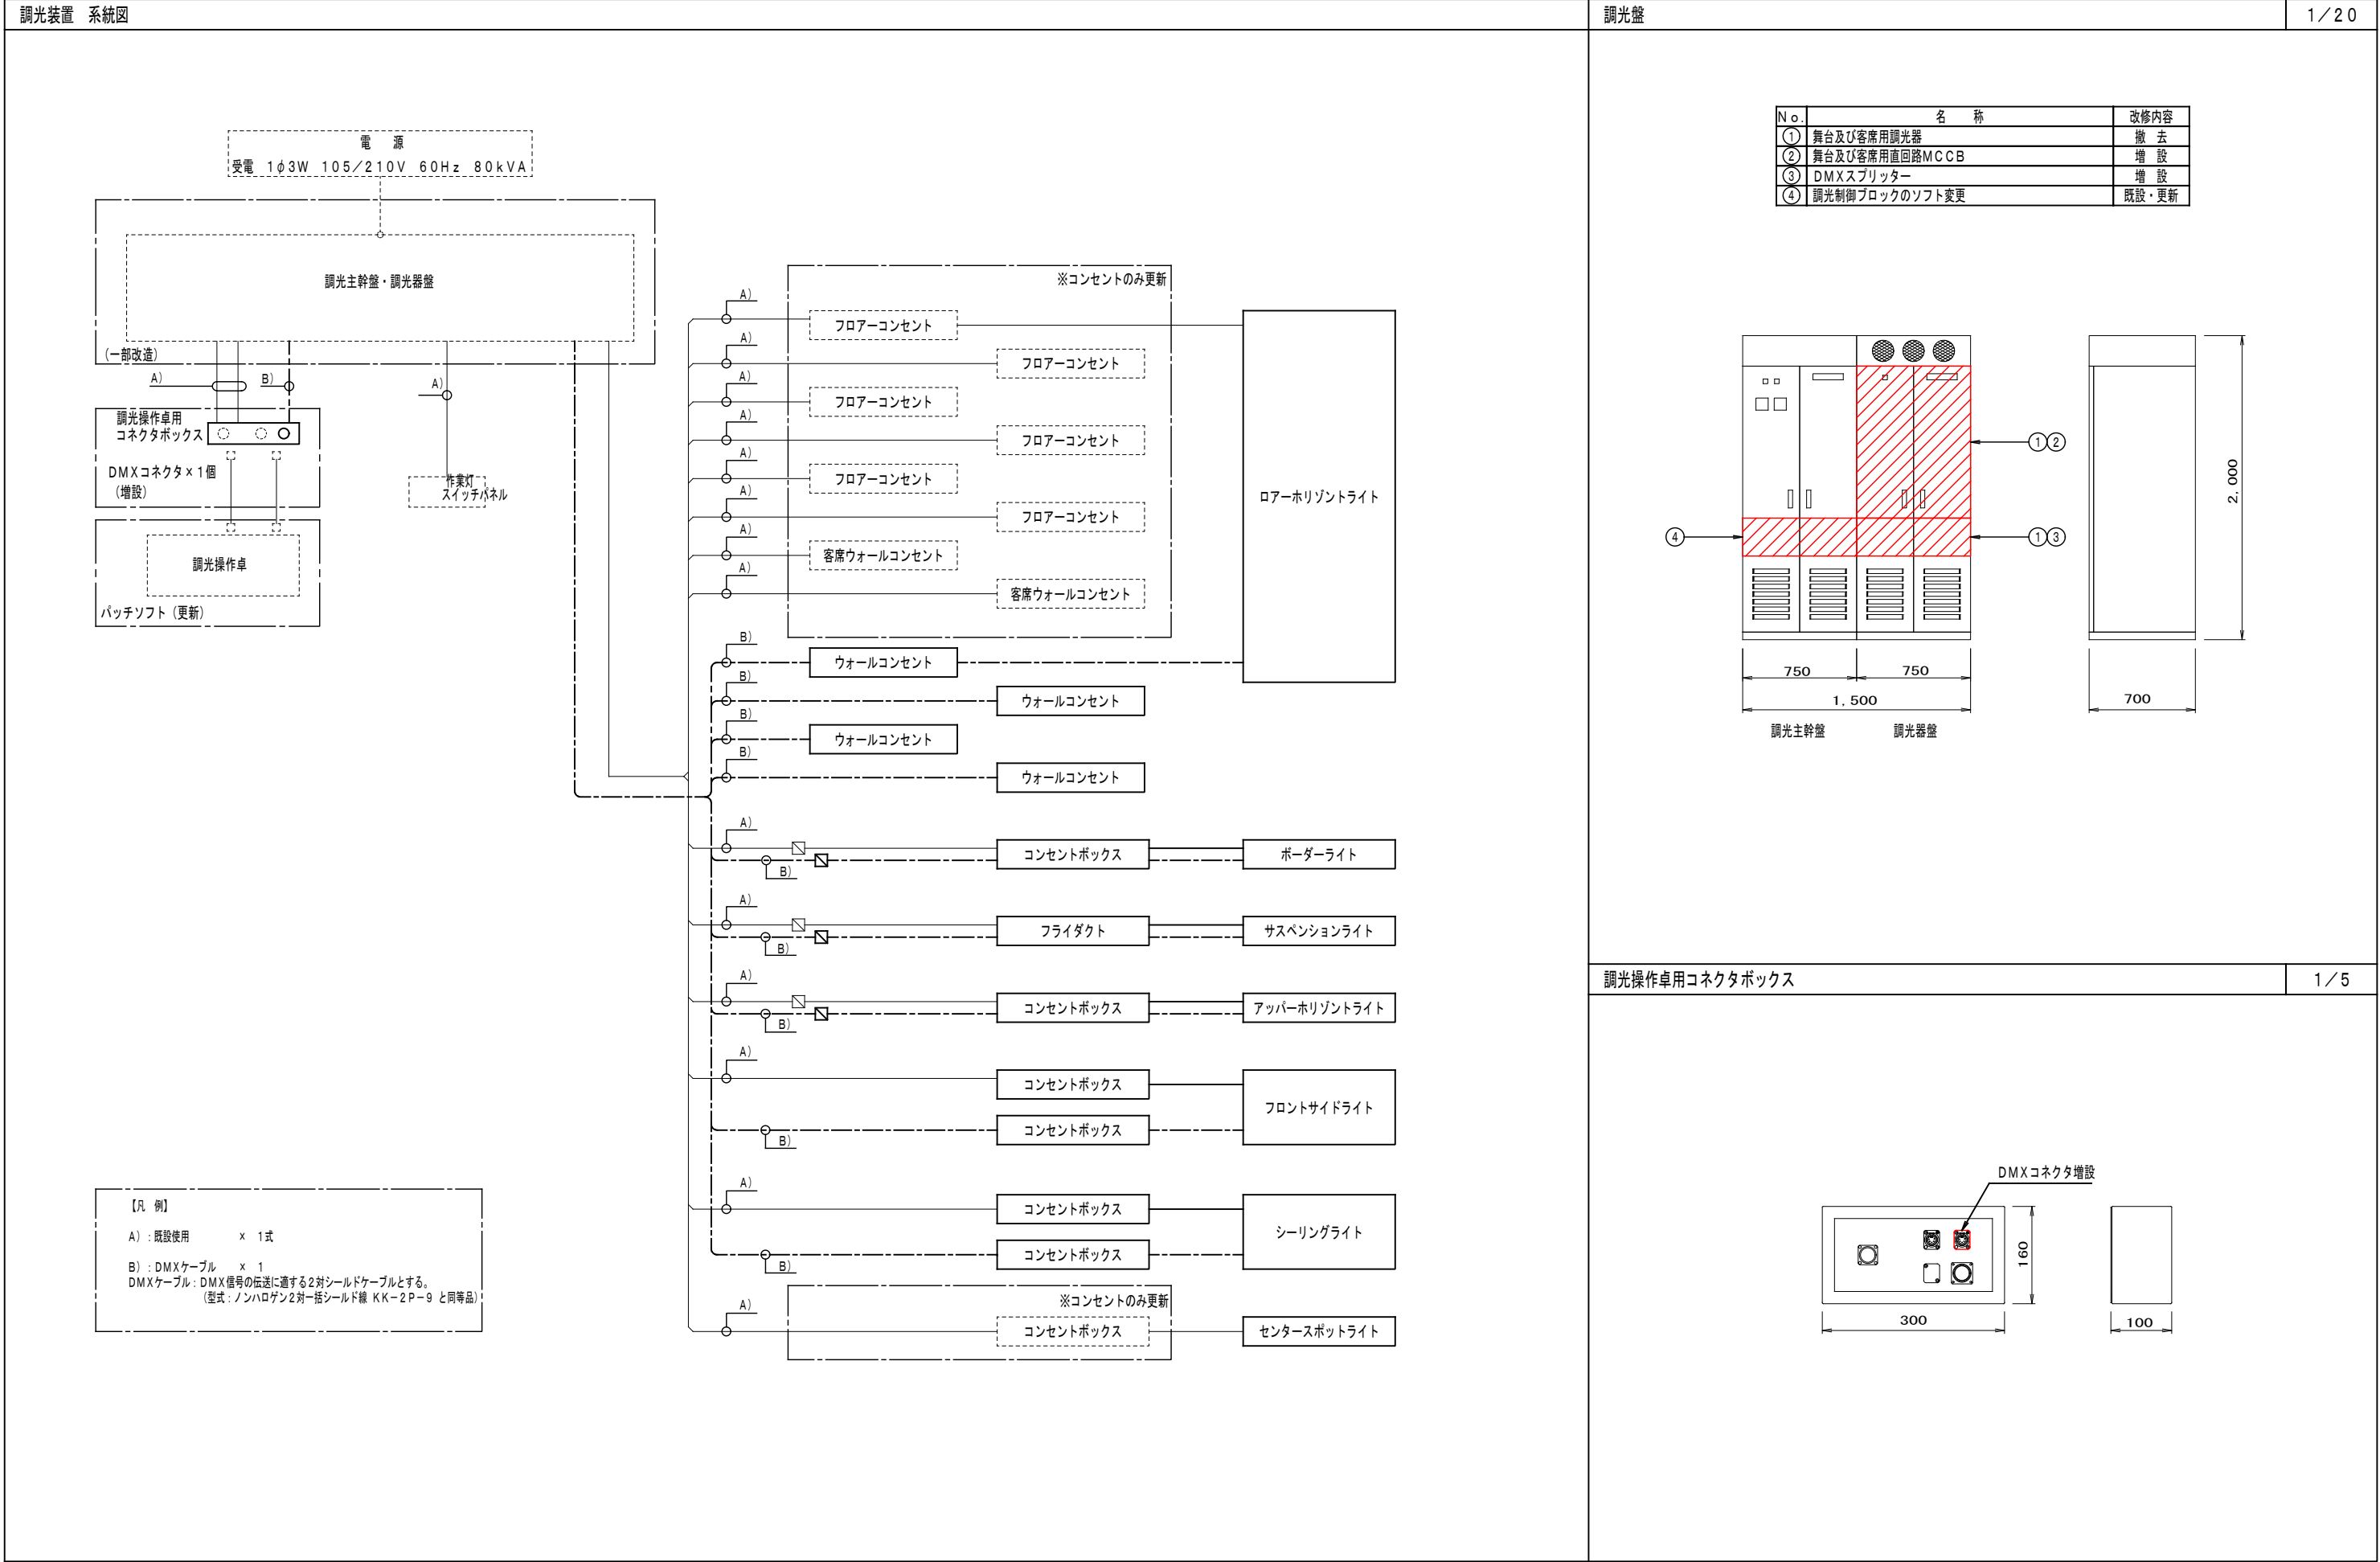 調光装置 系統図
電 源
受電 1φ3W 105/210V 60Hz 80kVA
調光主幹盤・調光器盤
(一部改造)
A)
B)
A)
調光操作卓用
コネクタボックス
DMXコネクタ×1個
(増設)
作業灯
スイッチパネル
調光操作卓
パッチソフト(更新)
※コンセントのみ更新
A)
フロアーコンセント
A)
フロアーコンセント
A)
フロアーコンセント
A)
フロアーコンセント
A)
フロアーコンセント
A)
フロアーコンセント
A)
客席ウォールコンセント
A)
客席ウォールコンセント
ロアーホリゾントライト
B)
ウォールコンセント
B)
ウォールコンセント
B)
ウォールコンセント
B)
ウォールコンセント
A)
B)
コンセントボックス
ボーダーライト
A)
B)
フライダクト
サスペンションライト
A)
B)
コンセントボックス
アッパーホリゾントライト
A)
コンセントボックス
B)
コンセントボックス
フロントサイドライト
A)
コンセントボックス
B)
コンセントボックス
シーリングライト
※コンセントのみ更新
A)
コンセントボックス
センタースポットライト
【凡 例】
A):既設使用 × 1式
B):DMXケーブル × 1
DMXケーブル:DMX信号の伝送に適する2対シールドケーブルとする。
(型式:ノンハロゲン2対一括シールド線 KK-2P-9 と同等品)
調光盤 1/20
No. 名 称 改修内容
① 舞台及び客席用調光器 撤 去
② 舞台及び客席用直回路MCCB 増 設
③ DMXスプリッター 増 設
④ 調光制御ブロックのソフト変更 既設・更新
①②
④
①③
2,000
750 750
1,500
700
調光主幹盤 調光器盤
調光操作卓用コネクタボックス 1/5
DMXコネクタ増設
160
300
100